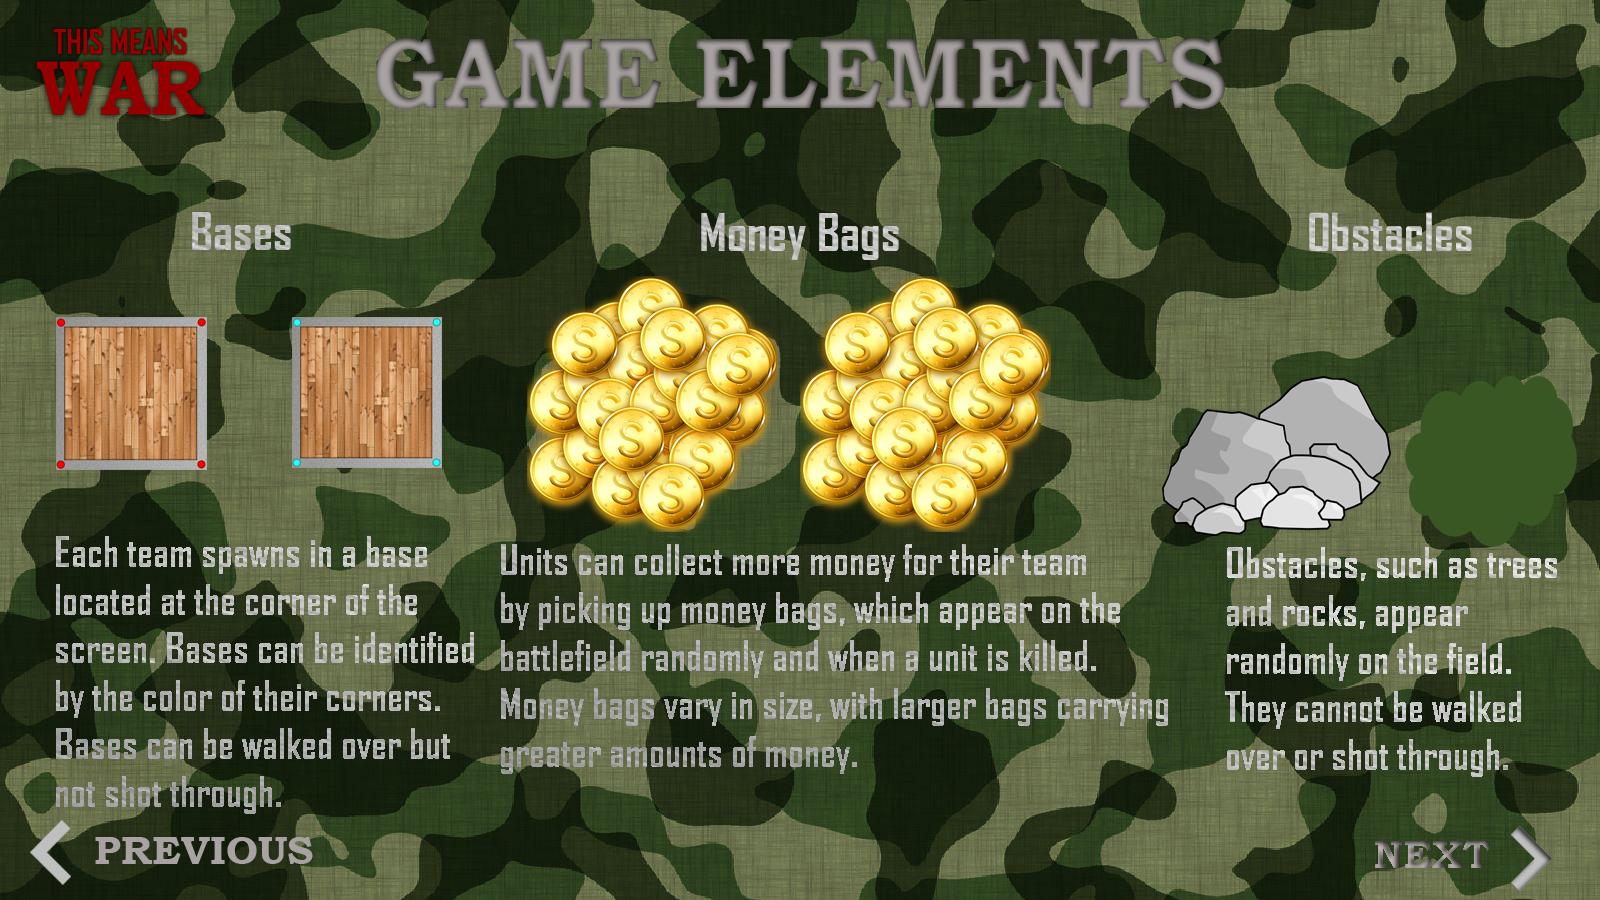 THIS MEANS
WAR
GAME ELEMENTS
Bases
Each team spawns in a base
located at the corner of the
screen. Bases can be identified
by the color of their corners.
Bases can be walked over but
not shot through.
Money Bags
Units can collect more money for their team
by picking up money bags, which appear on the
battlefield randomly and when a unit is killed.
Money bags vary in size, with larger bags carrying
greater amounts of money.
Obstacles
Obstacles, such as trees
and rocks, appear
randomly on the field.
They cannot be walked
over or shot through.
PREVIOUS
NEXT